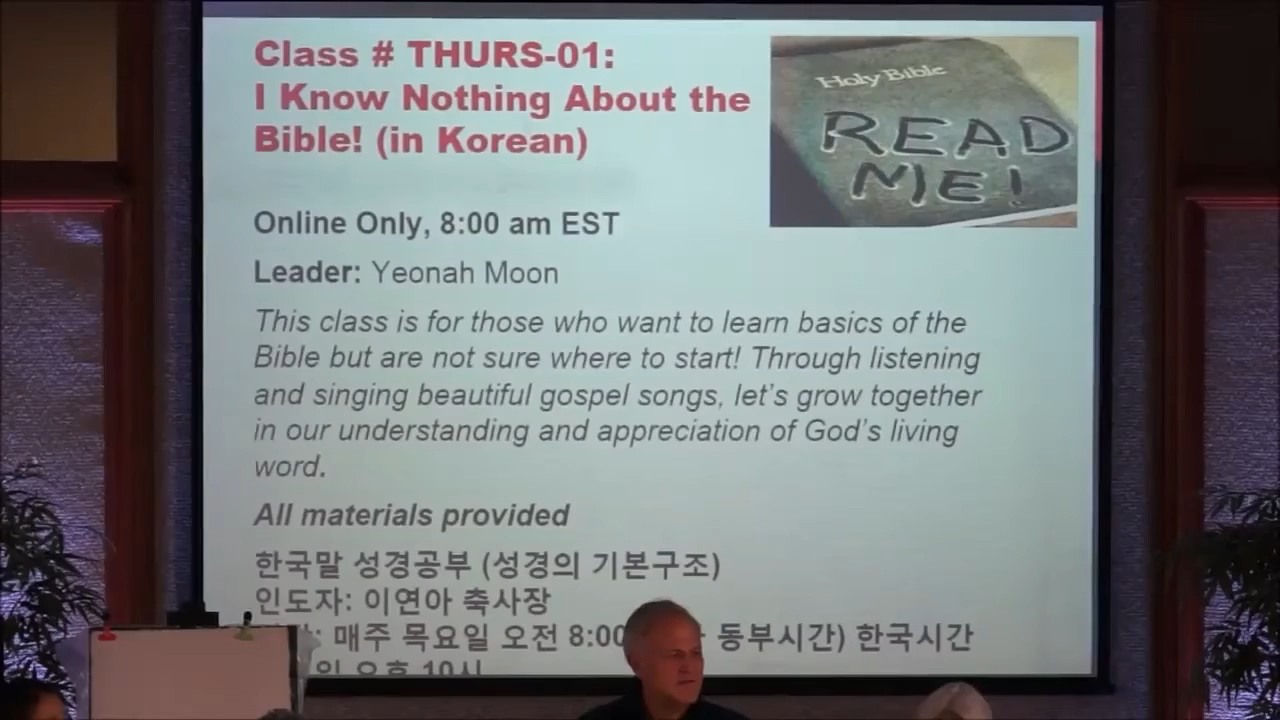 Class # THURS-01:
I Know Nothing About the
Bible! (in Korean)
Holy Bible
READ
ME!
Online Only, 8:00 am EST
Leader: Yeonah Moon
This class is for those who want to learn basics of the
Bible but are not sure where to start! Through listening
and singing beautiful gospel songs, let's grow together
in our understanding and appreciation of God's living
word.
All materials provided
한국말 성경공부 (성경의 기본구조)
인도자: 이연아 축사장
매주 목요일 오전 8:00 동부시간) 한국시간
오후 10시